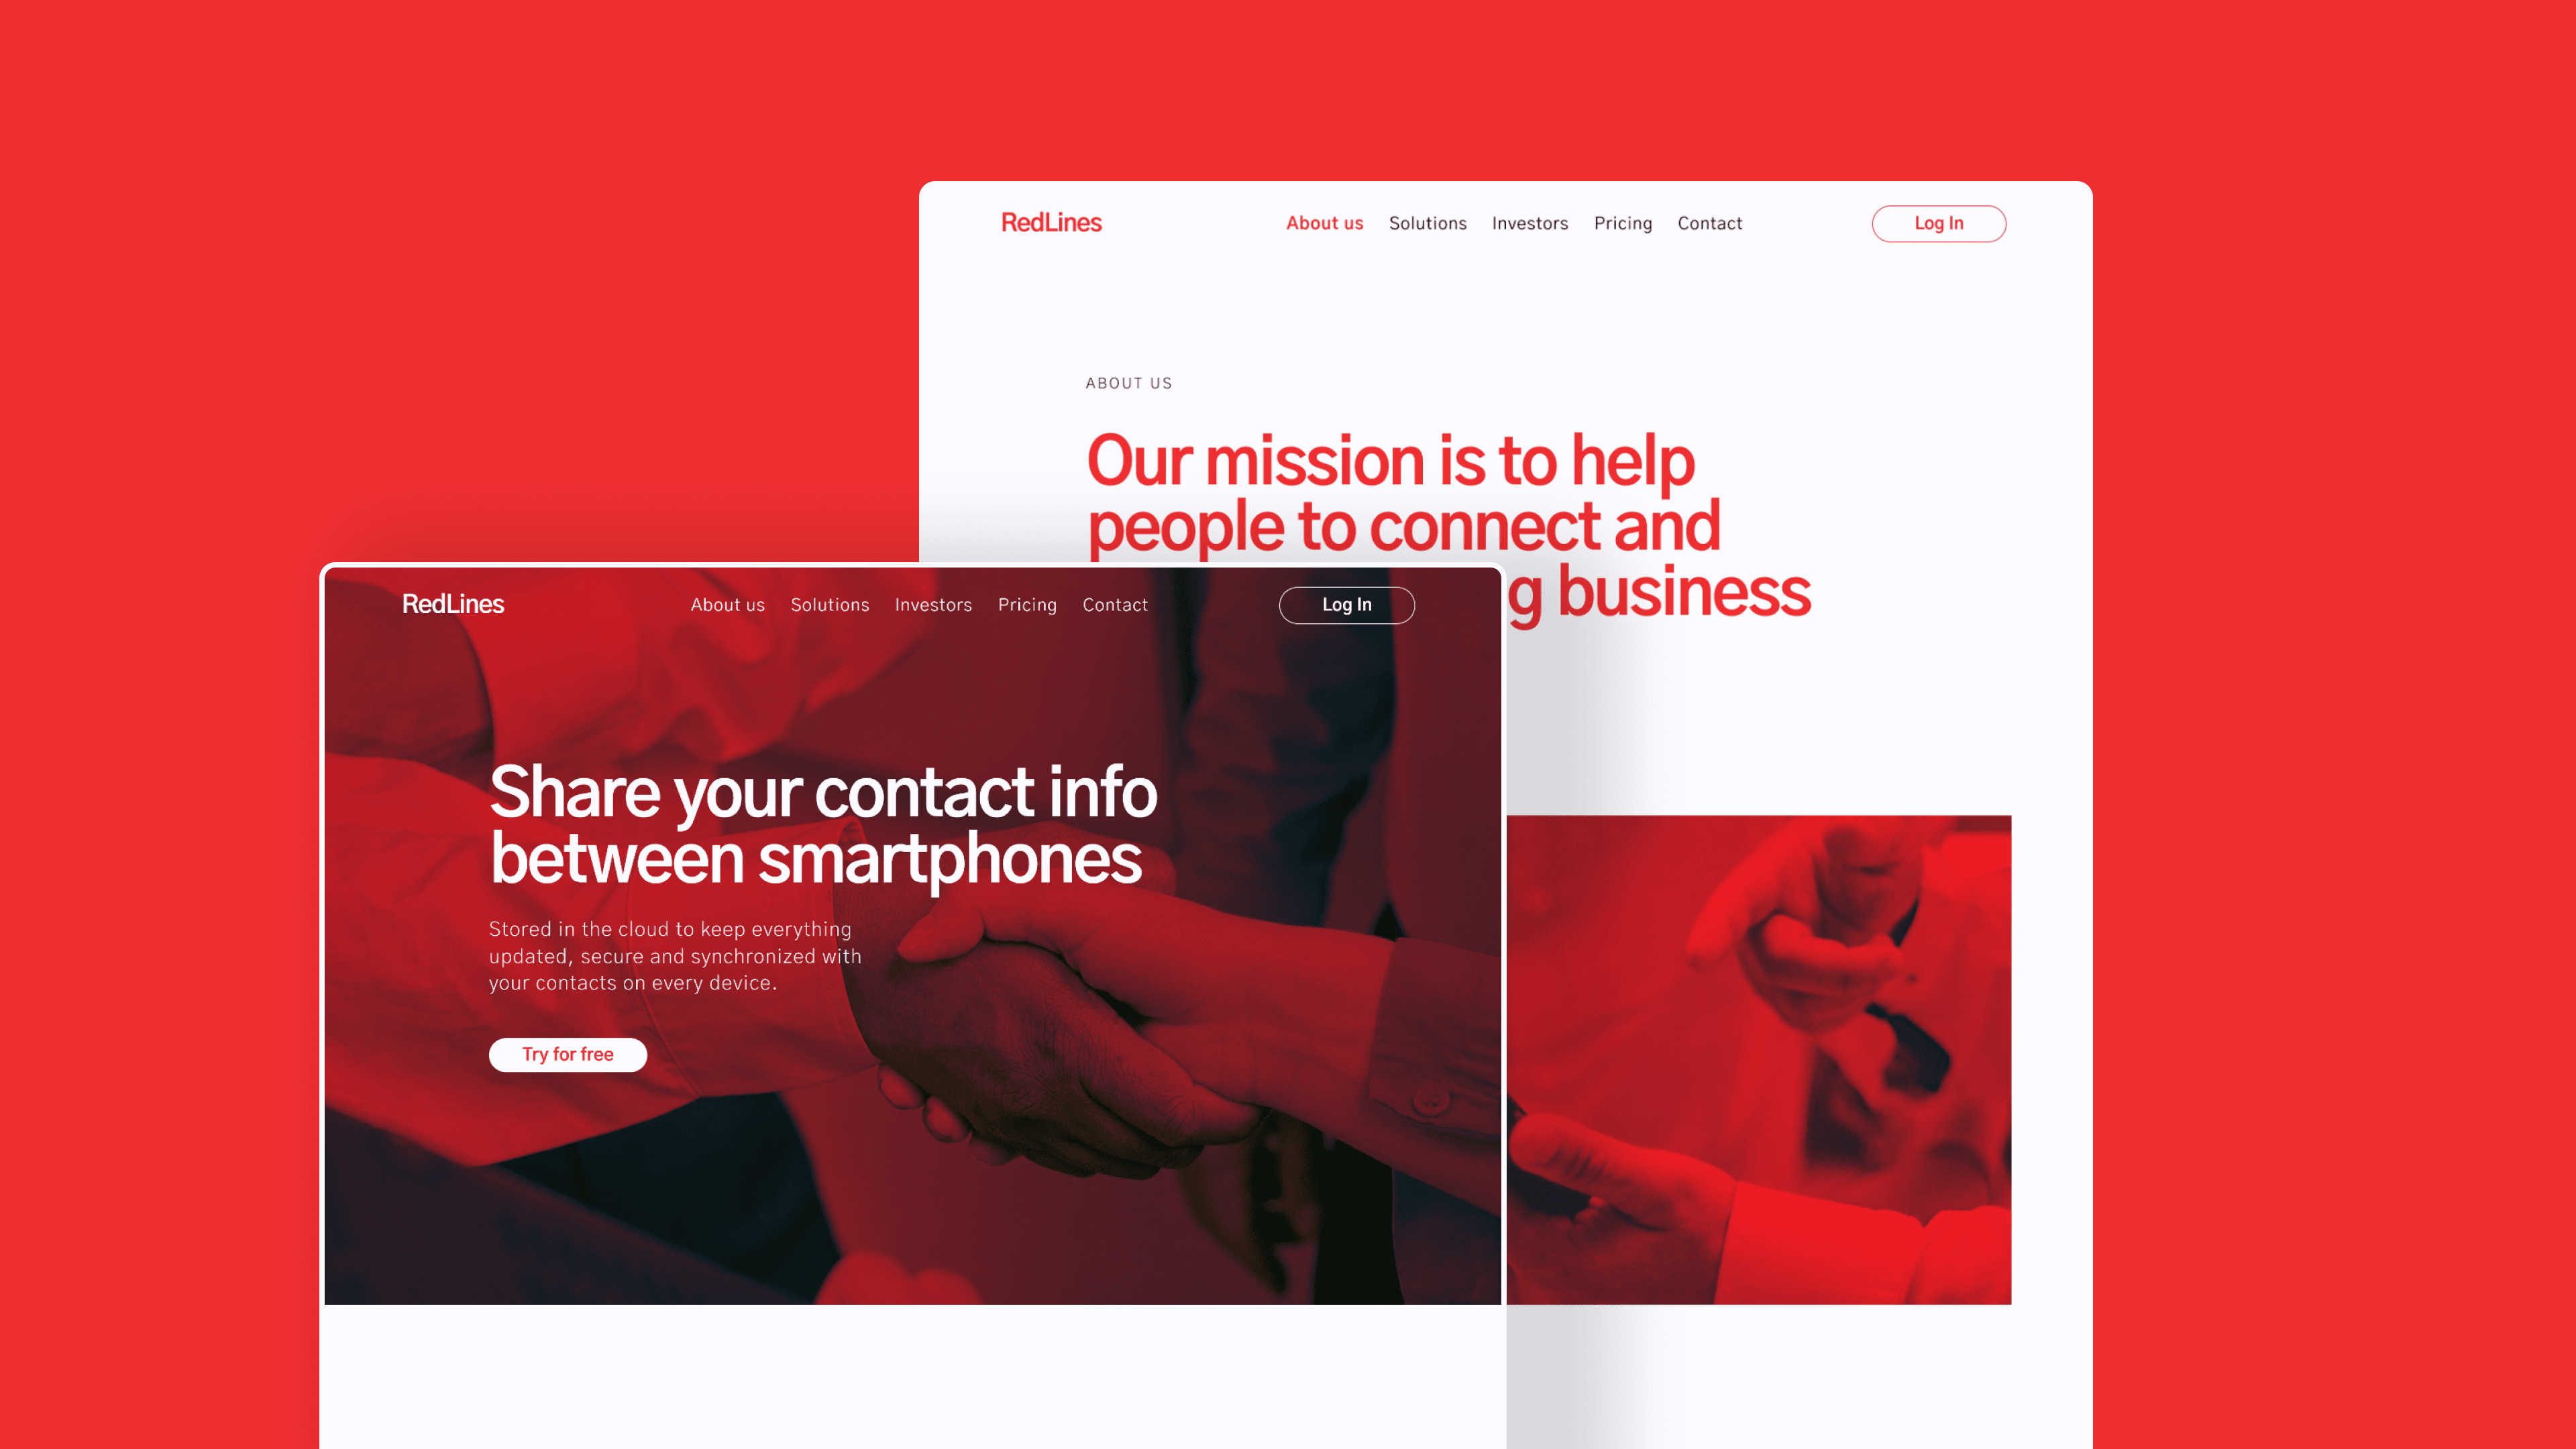 RedLines
About us Solutions Investors Pricing Contact
Log In
ABOUT US
Our mission is to help
people to connect and
business
RedLines
About us Solutions Investors Pricing Contact
Log In
Share your contact info
between smartphones
Stored in the cloud to keep everything
updated, secure and synchronized with
your contacts on every device.
Try for free